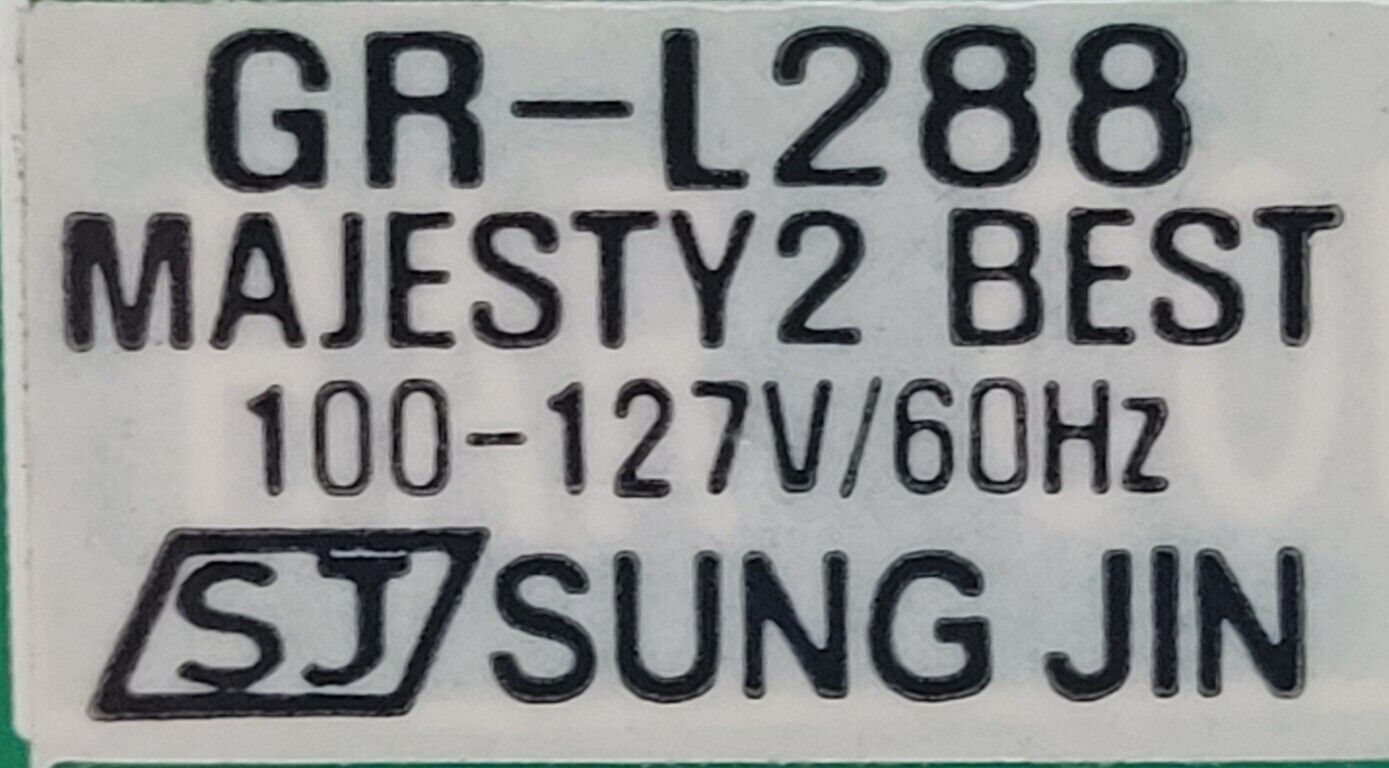 GR-L288
MAJESTY2 BEST
100-127V/60Hz
SJ SUNG JIN